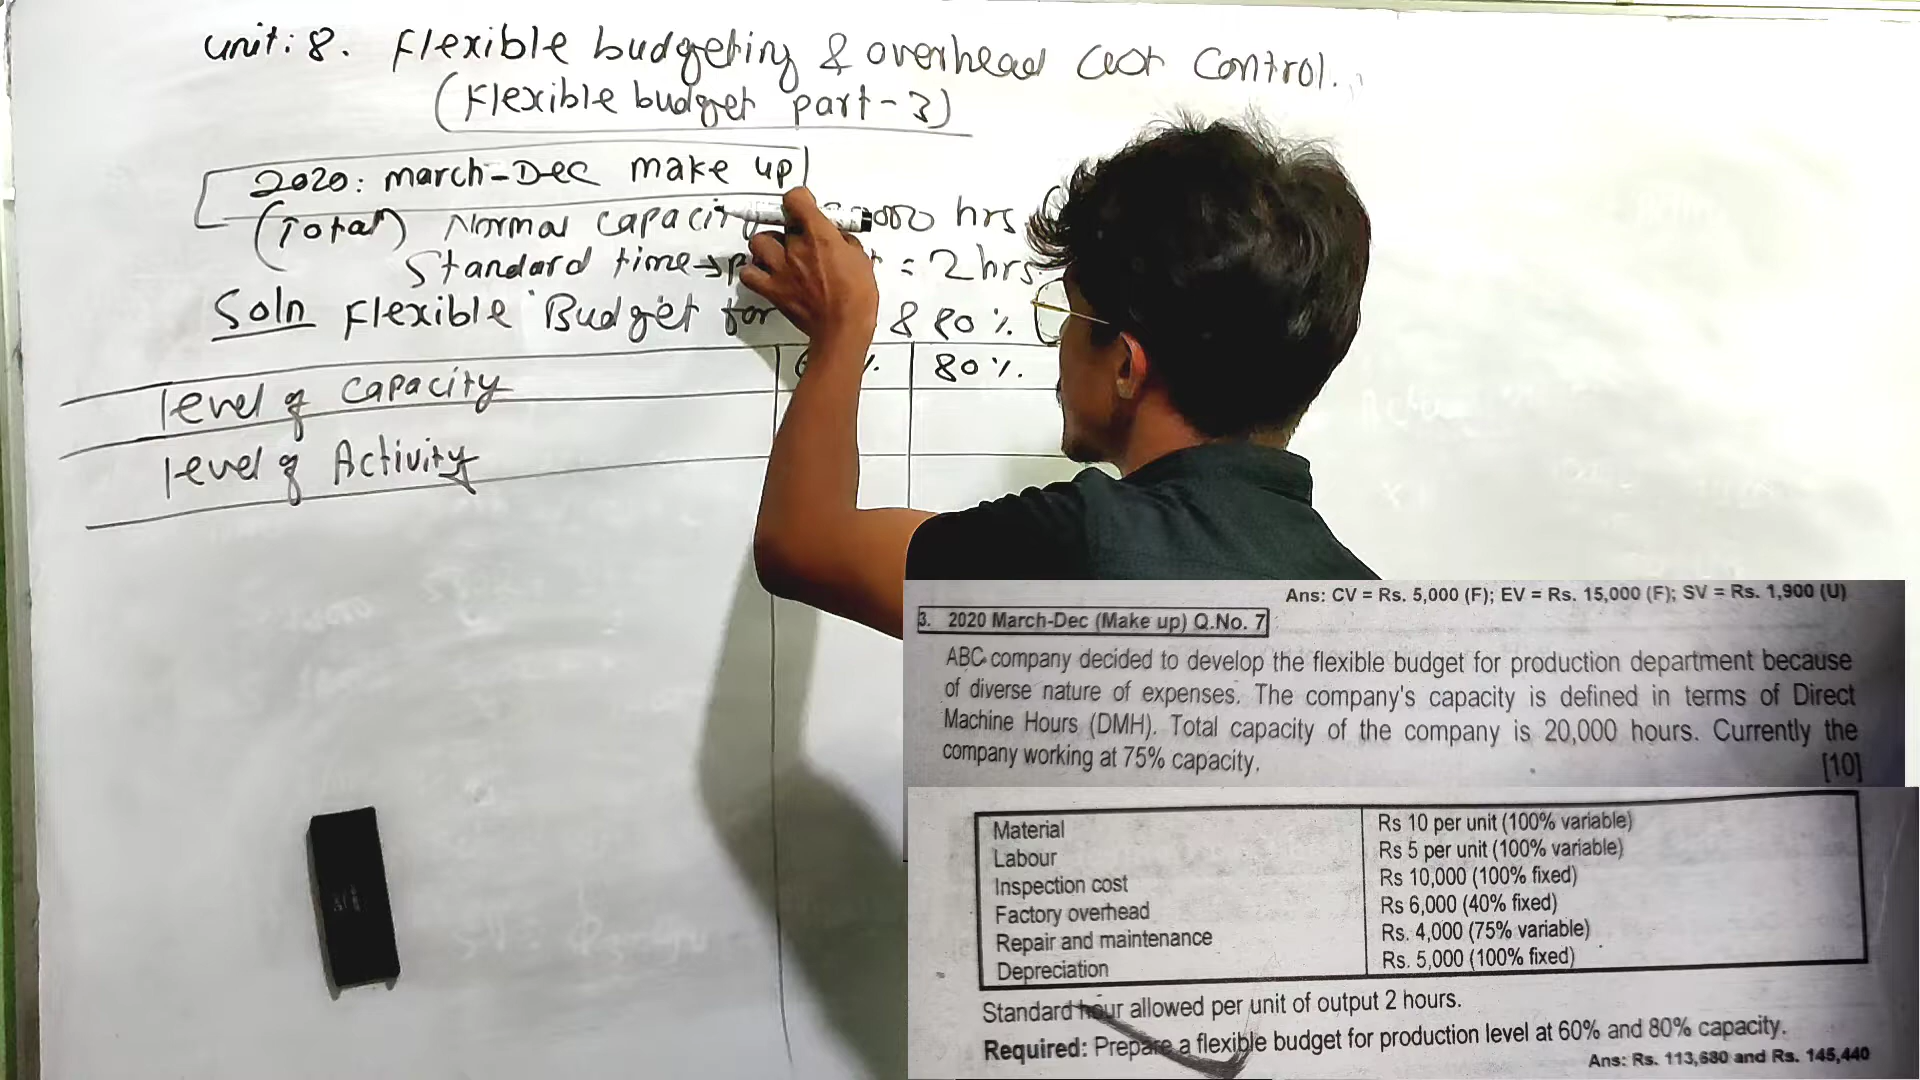 Unit: 8. Flexible budgeting & overhead cost control.
(Flexible budget part-3)
2020: march-Dec make up
(Total) Normal capacity 000 hrs.
Standard time → = 2 hrs.
Soln Flexible Budget for & 80%.
level of capacity %. 80%.
level of Activity
Ans: CV = Rs. 5,000 (F); EV = Rs. 15,000 (F); SV = Rs. 1,900 (U)
3. 2020 March-Dec (Make up) Q.No. 7
ABC company decided to develop the flexible budget for production department because
of diverse nature of expenses. The company's capacity is defined in terms of Direct
Machine Hours (DMH). Total capacity of the company is 20,000 hours. Currently the
company working at 75% capacity. [10]
Material Rs 10 per unit (100% variable)
Labour Rs 5 per unit (100% variable)
Inspection cost Rs 10,000 (100% fixed)
Factory overhead Rs 6,000 (40% fixed)
Repair and maintenance Rs. 4,000 (75% variable)
Depreciation Rs. 5,000 (100% fixed)
Standard hour allowed per unit of output 2 hours.
Required: Prepare a flexible budget for production level at 60% and 80% capacity.
Ans: Rs. 113,680 and Rs. 145,440